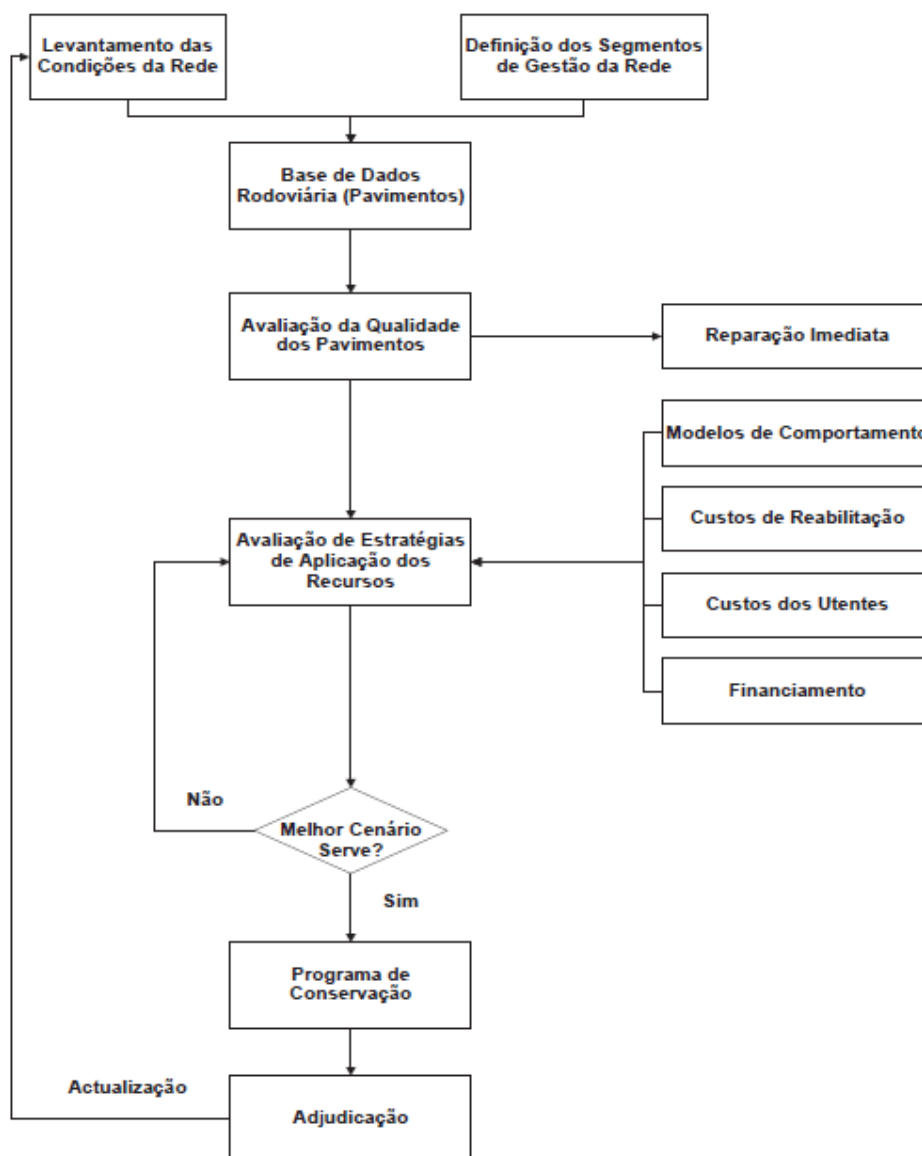 Levantamento das
Condições da Rede
Definição dos Segmentos
de Gestão da Rede
Base de Dados
Rodoviária (Pavimentos)
Avaliação da Qualidade
dos Pavimentos
Reparação Imediata
Modelos de Comportamento
Custos de Reabilitação
Avaliação de Estratégias
de Aplicação dos
Recursos
Custos dos Utentes
Financiamento
Não
Melhor Cenário
Serve?
Sim
Programa de
Conservação
Actualização
Adjudicação